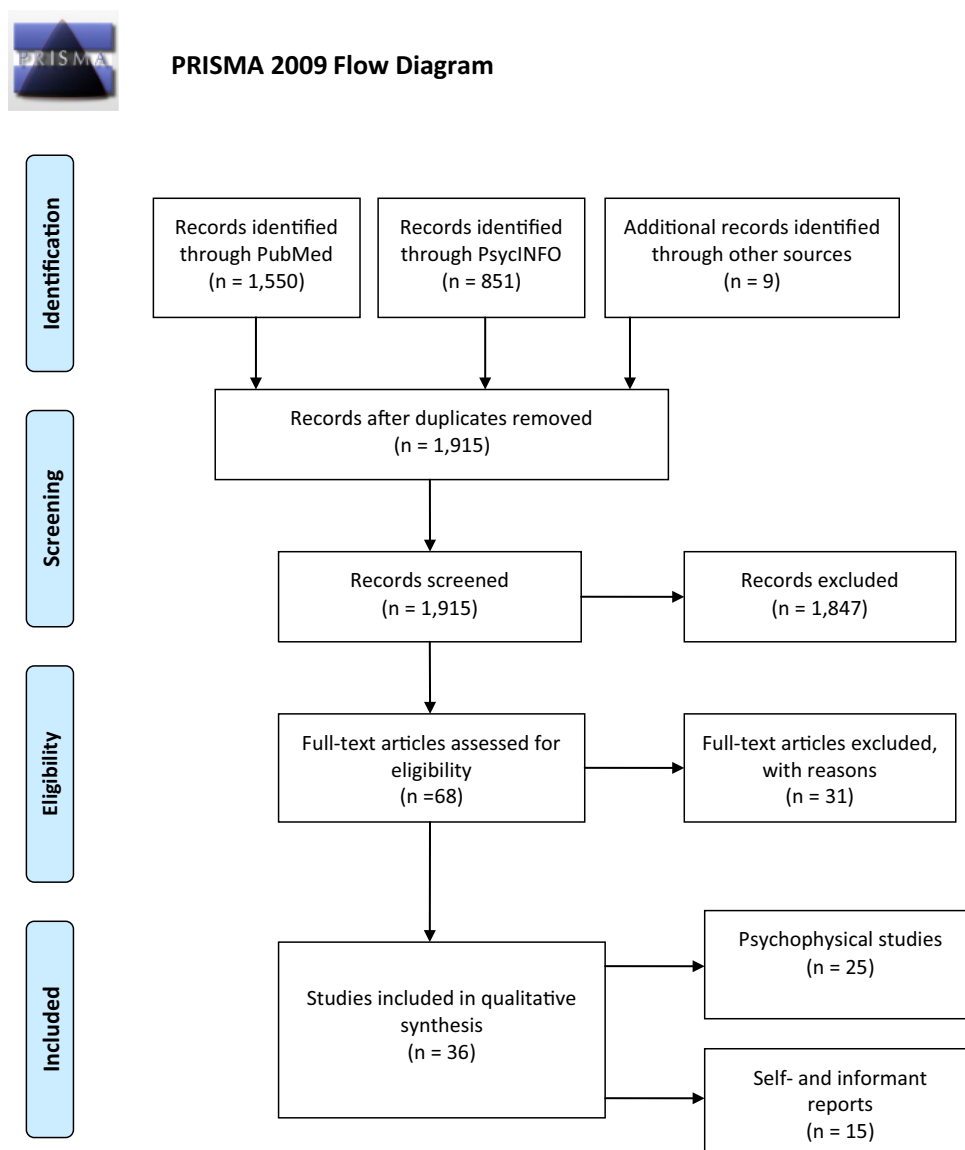 PRISMA
PRISMA 2009 Flow Diagram
Identification
Records identified
through PubMed
(n = 1,550)
Records identified
through PsycINFO
(n = 851)
Additional records identified
through other sources
(n = 9)
Records after duplicates removed
(n = 1,915)
Screening
Records screened
(n = 1,915)
Records excluded
(n = 1,847)
Eligibility
Full-text articles assessed for
eligibility
(n =68)
Full-text articles excluded,
with reasons
(n = 31)
Included
Studies included in qualitative
synthesis
(n = 36)
Psychophysical studies
(n = 25)
Self- and informant
reports
(n = 15)